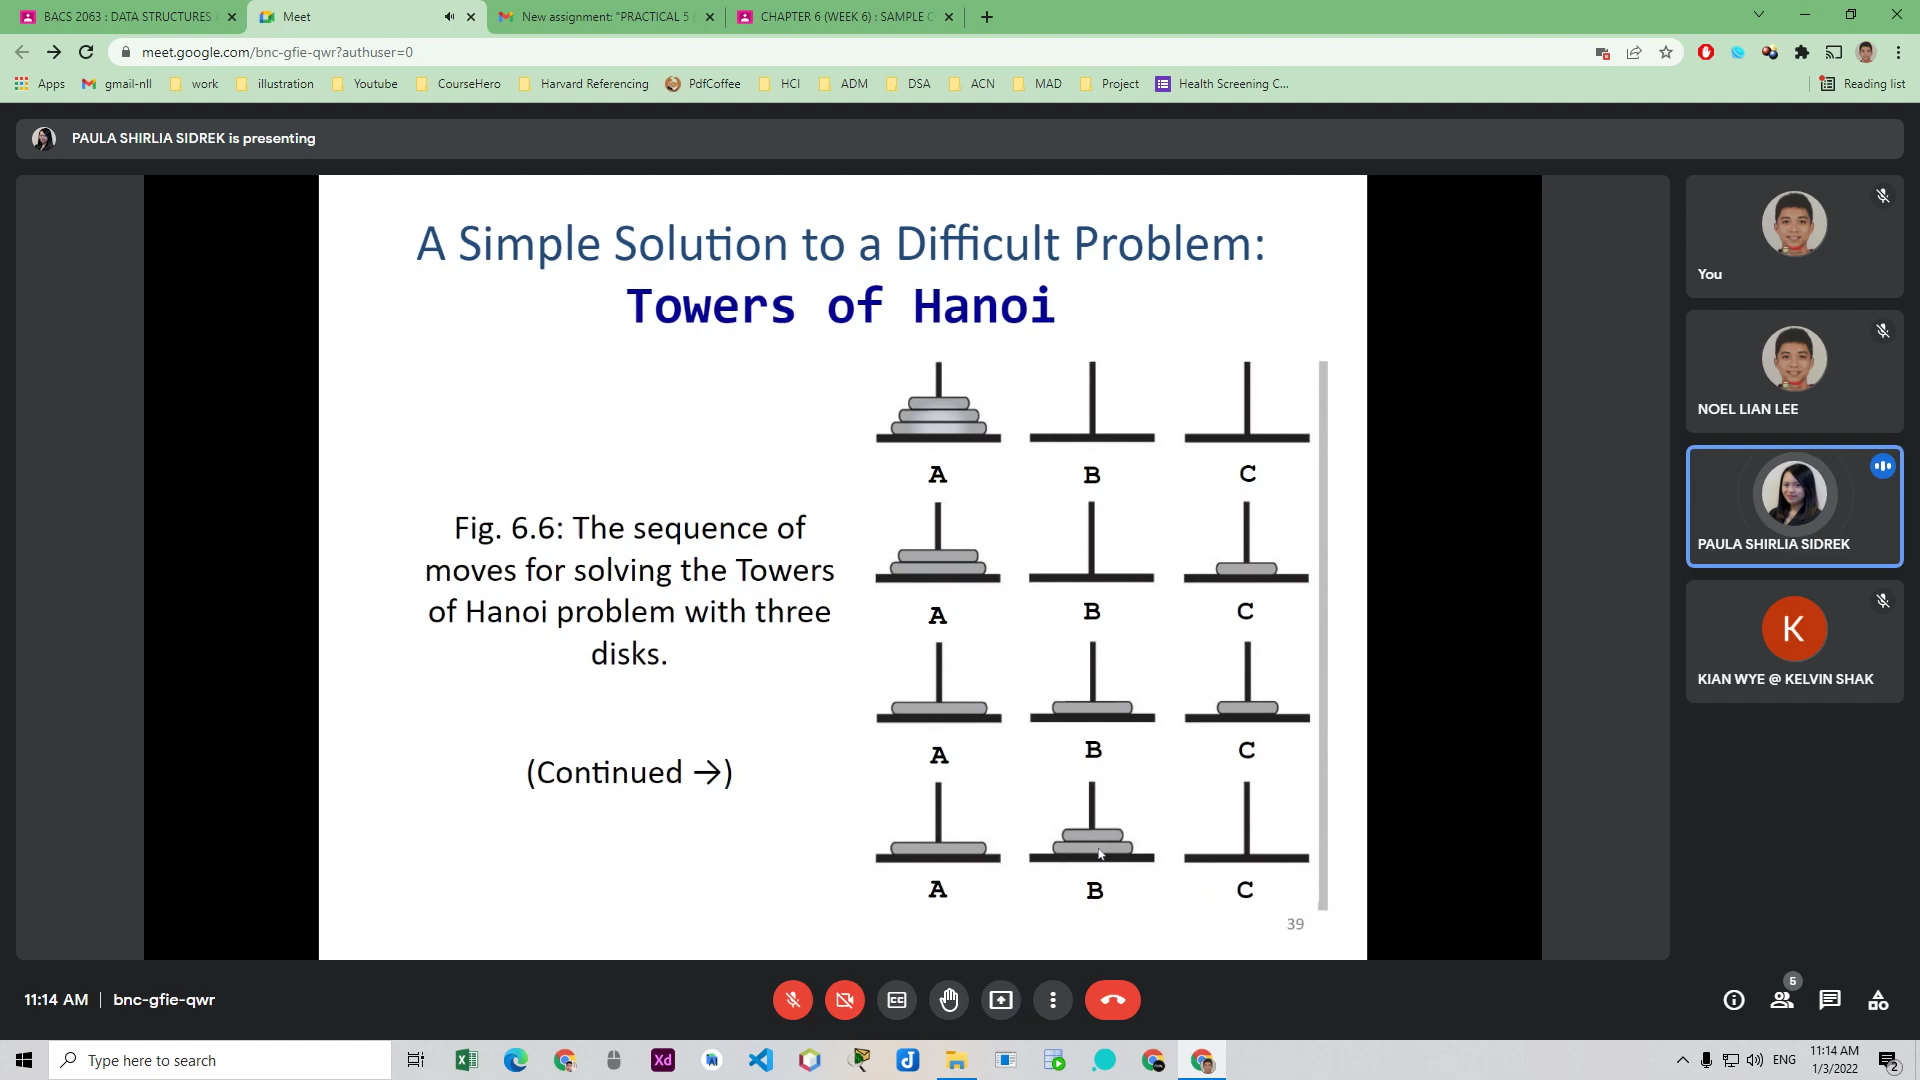 BACS 2063 : DATA STRUCTURES
Meet
New assignment: "PRACTICAL 5 (
CHAPTER 6 (WEEK 6) : SAMPLE C
meet.google.com/bnc-gfie-qwr?authuser=0
Apps
gmail-nll
work
illustration
Youtube
CourseHero
Harvard Referencing
PdfCoffee
HCI
ADM
DSA
ACN
MAD
Project
Health Screening C...
Reading list
PAULA SHIRLIA SIDREK is presenting
A Simple Solution to a Difficult Problem:
Towers of Hanoi
A B C
Fig. 6.6: The sequence of
moves for solving the Towers
of Hanoi problem with three
disks.
A B C
A B C
(Continued →)
A B C
39
You
NOEL LIAN LEE
PAULA SHIRLIA SIDREK
K
KIAN WYE @ KELVIN SHAK
11:14 AM | bnc-gfie-qwr
5
Type here to search
Xd
ENG
11:14 AM
1/3/2022
2